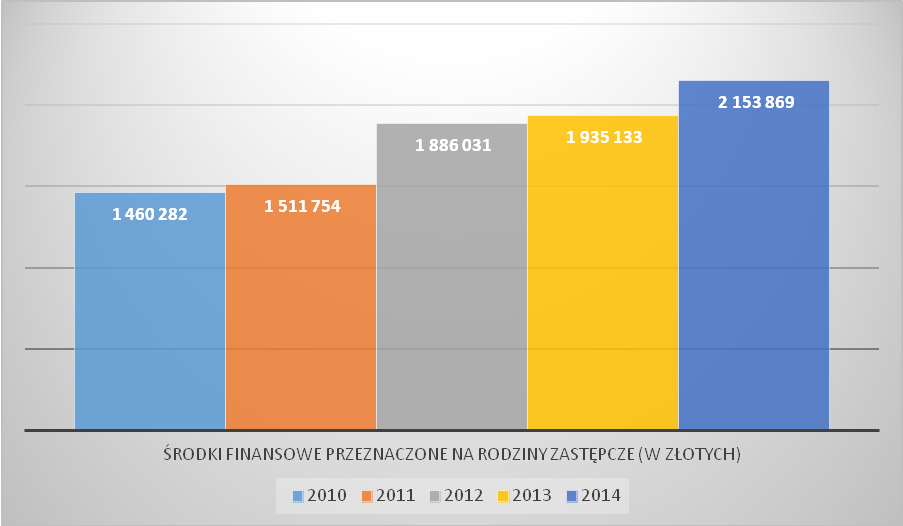 2 153 869
1 935 133
1 886 031
1 511 754
1 460 282
ŚRODKI FINANSOWE PRZEZNACZONE NA RODZINY ZASTĘPCZE (W ZŁOTYCH)
2010 2011 2012 2013 2014